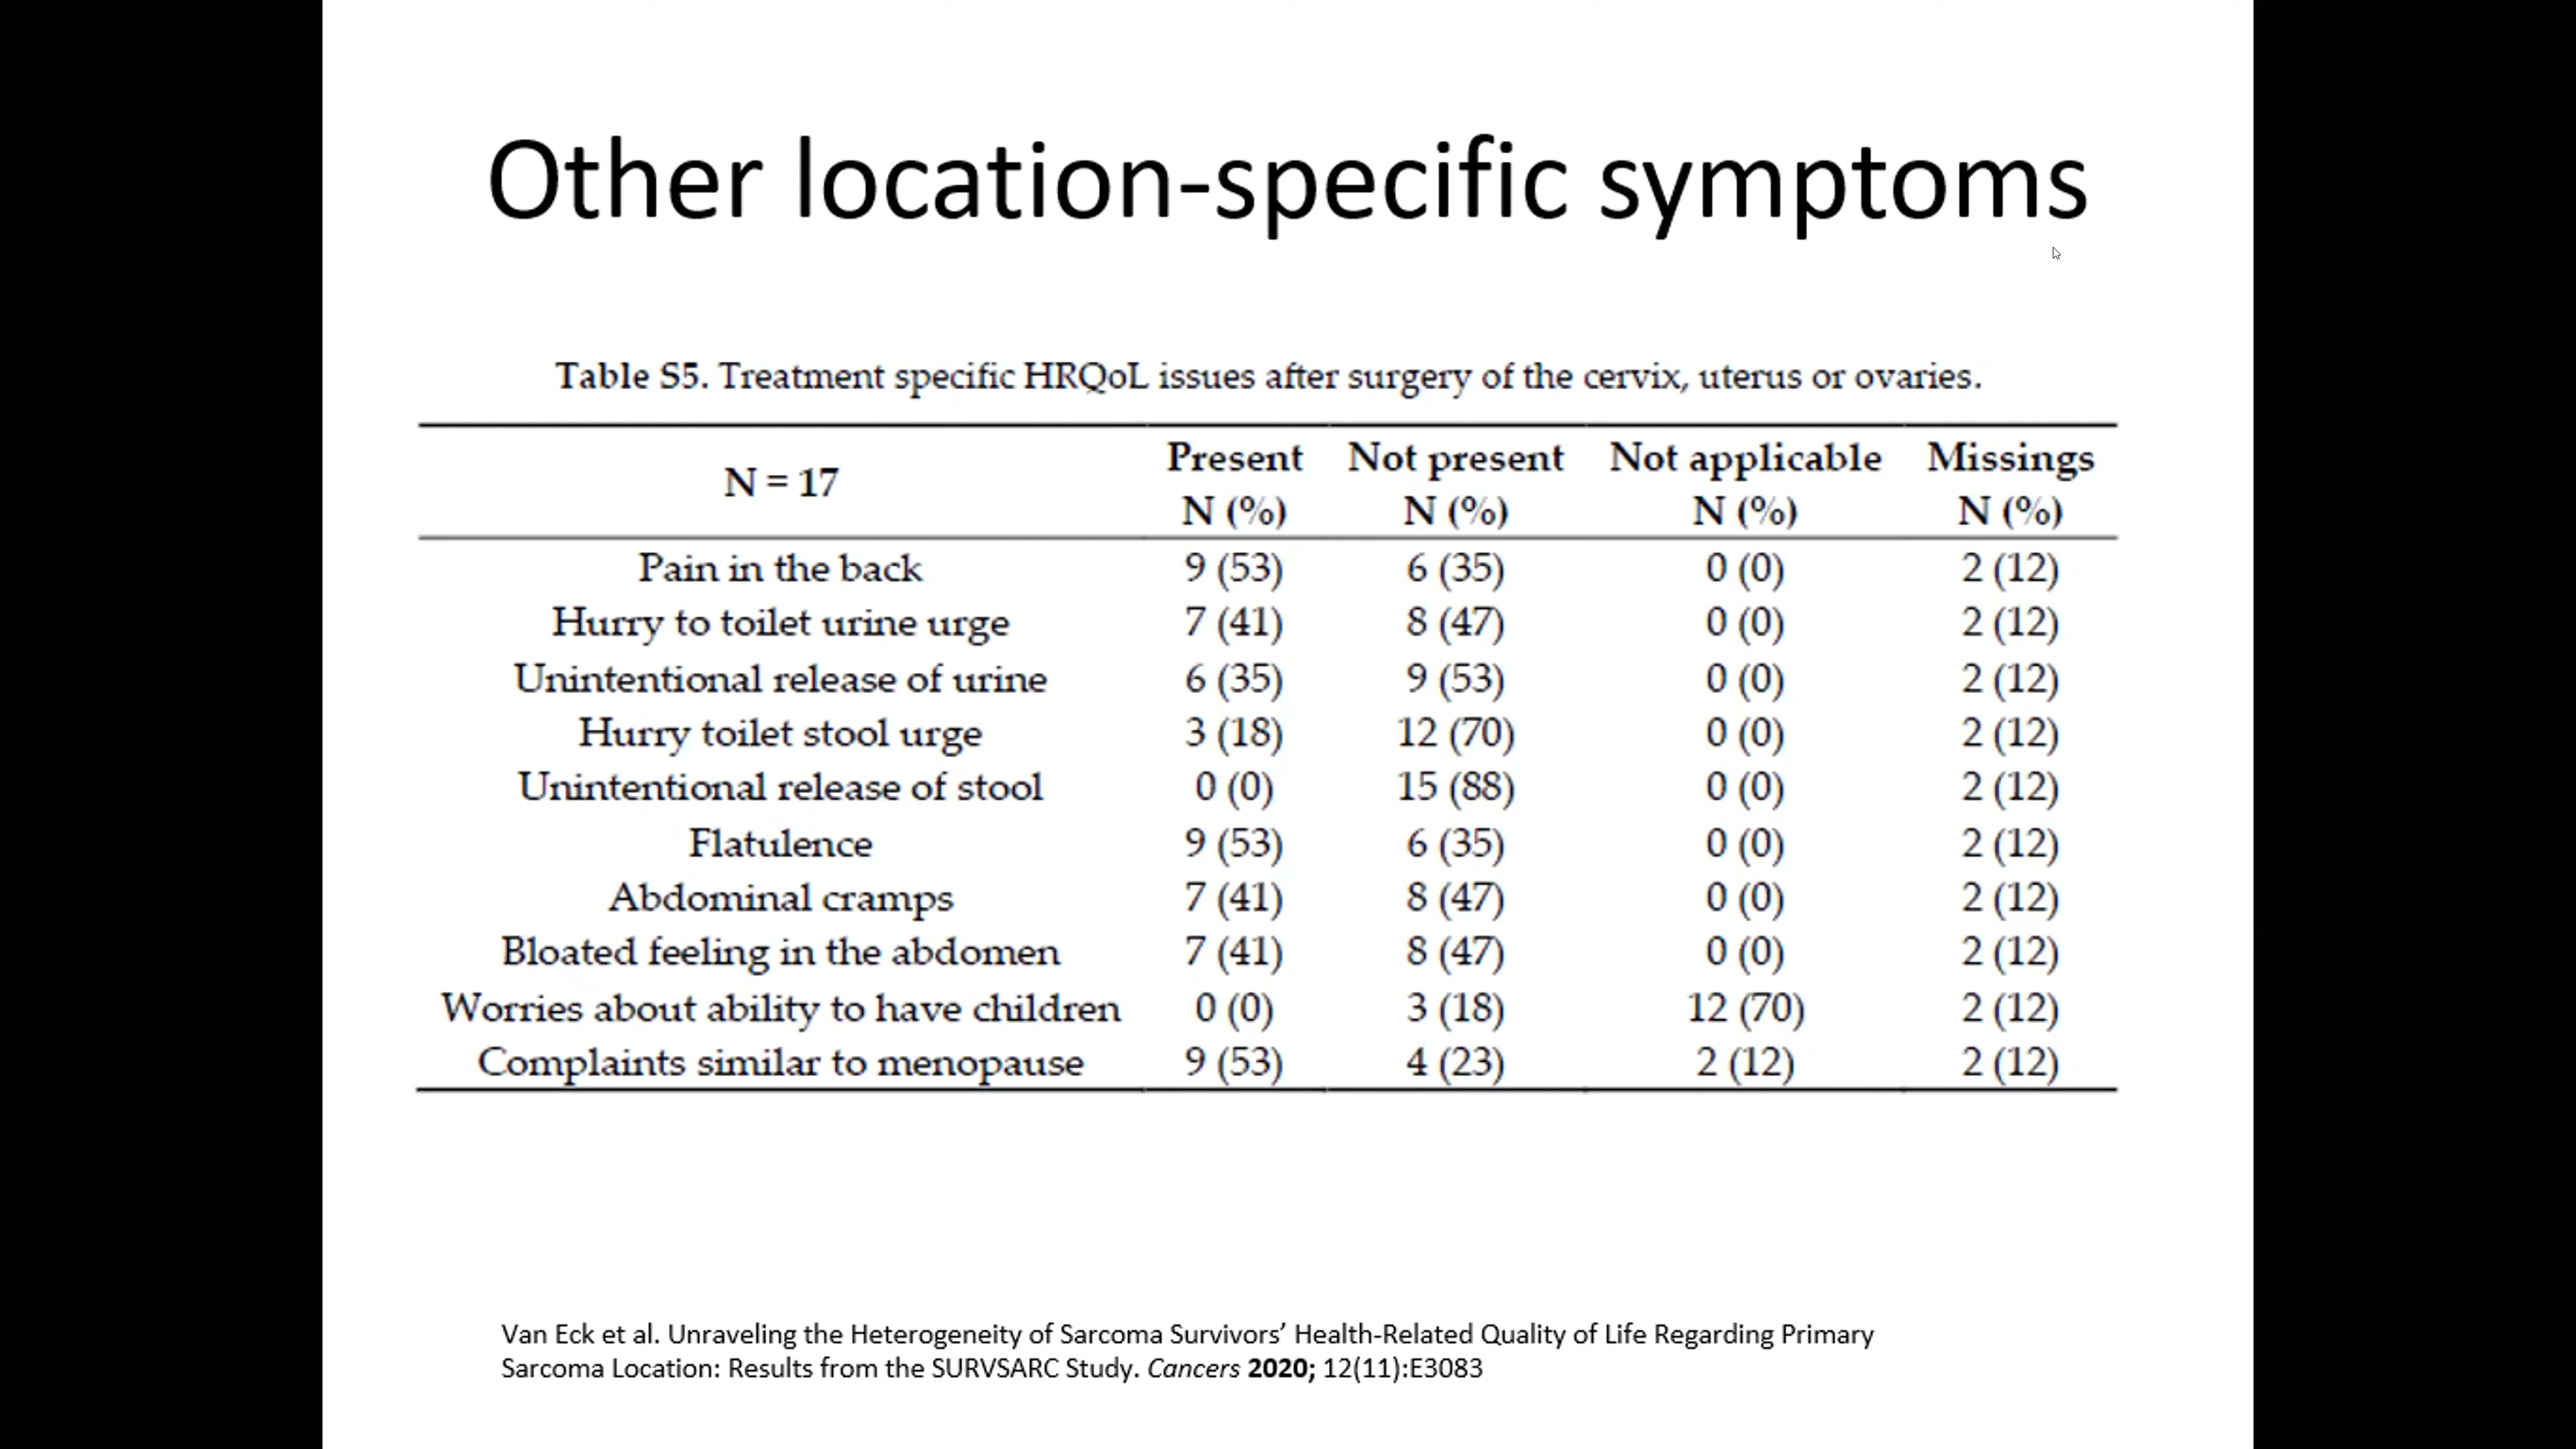 Other location-specific symptoms
Table S5. Treatment specific HRQoL issues after surgery of the cervix, uterus or ovaries.
N = 17 Present N (%) Not present N (%) Not applicable N (%) Missings N (%)
Pain in the back 9 (53) 6 (35) 0 (0) 2 (12)
Hurry to toilet urine urge 7 (41) 8 (47) 0 (0) 2 (12)
Unintentional release of urine 6 (35) 9 (53) 0 (0) 2 (12)
Hurry toilet stool urge 3 (18) 12 (70) 0 (0) 2 (12)
Unintentional release of stool 0 (0) 15 (88) 0 (0) 2 (12)
Flatulence 9 (53) 6 (35) 0 (0) 2 (12)
Abdominal cramps 7 (41) 8 (47) 0 (0) 2 (12)
Bloated feeling in the abdomen 7 (41) 8 (47) 0 (0) 2 (12)
Worries about ability to have children 0 (0) 3 (18) 12 (70) 2 (12)
Complaints similar to menopause 9 (53) 4 (23) 2 (12) 2 (12)
Van Eck et al. Unraveling the Heterogeneity of Sarcoma Survivors’ Health-Related Quality of Life Regarding Primary
Sarcoma Location: Results from the SURVSARC Study. Cancers 2020; 12(11):E3083